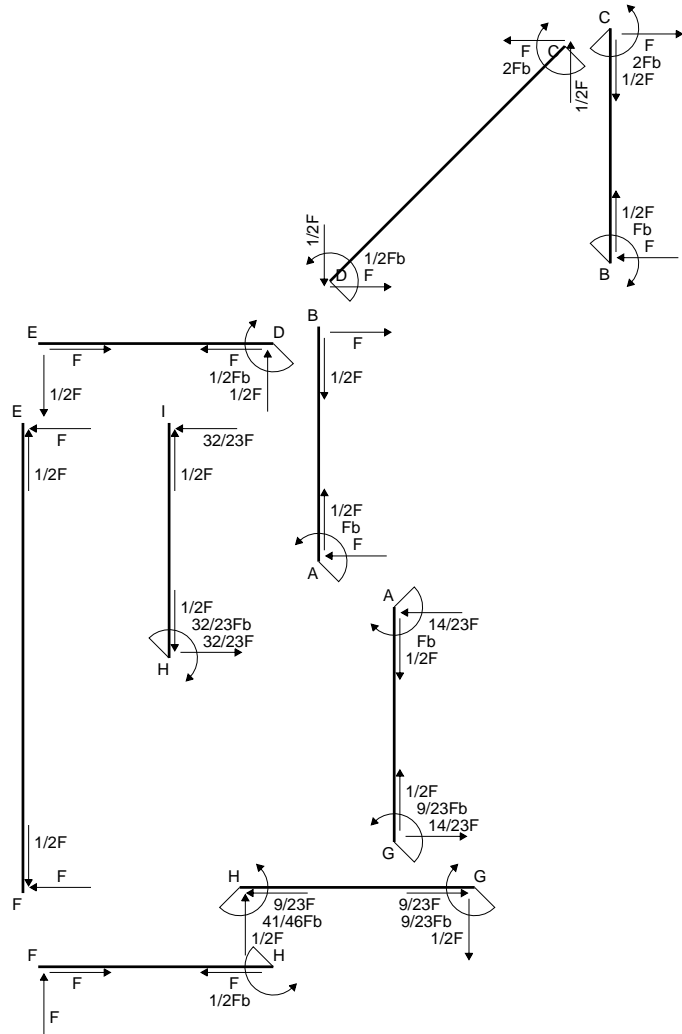 C
F
2Fb
1/2F
C
F
2Fb
1/2F
1/2F
Fb
F
B
1/2F
1/2Fb
D
F
E
D
F
F
1/2Fb
1/2F
1/2F
B
F
1/2F
1/2F
Fb
F
A
E
F
1/2F
1/2F
F
F
I
32/23F
1/2F
1/2F
32/23Fb
32/23F
H
A
14/23F
Fb
1/2F
1/2F
9/23Fb
14/23F
G
H
G
9/23F
9/23F
41/46Fb
9/23Fb
1/2F
1/2F
F
H
F
F
1/2Fb
F